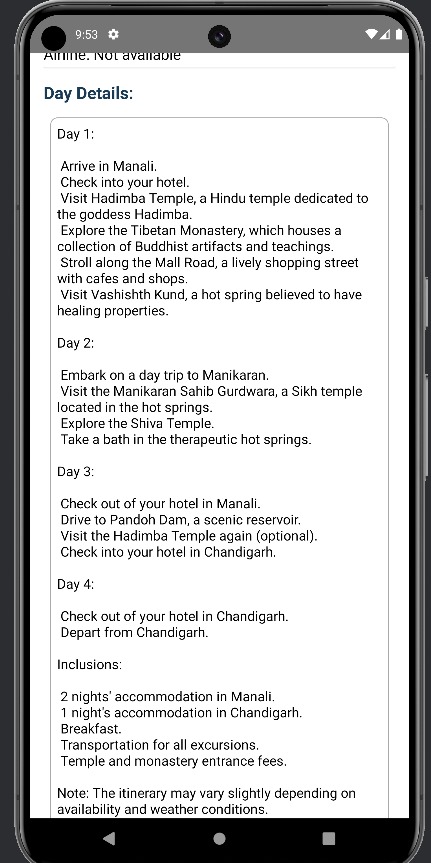 9:53
Airline: Not available
Day Details:
Day 1:
Arrive in Manali.
Check into your hotel.
Visit Hadimba Temple, a Hindu temple dedicated to
the goddess Hadimba.
Explore the Tibetan Monastery, which houses a
collection of Buddhist artifacts and teachings.
Stroll along the Mall Road, a lively shopping street
with cafes and shops.
Visit Vashishth Kund, a hot spring believed to have
healing properties.
Day 2:
Embark on a day trip to Manikaran.
Visit the Manikaran Sahib Gurdwara, a Sikh temple
located in the hot springs.
Explore the Shiva Temple.
Take a bath in the therapeutic hot springs.
Day 3:
Check out of your hotel in Manali.
Drive to Pandoh Dam, a scenic reservoir.
Visit the Hadimba Temple again (optional).
Check into your hotel in Chandigarh.
Day 4:
Check out of your hotel in Chandigarh.
Depart from Chandigarh.
Inclusions:
2 nights' accommodation in Manali.
1 night's accommodation in Chandigarh.
Breakfast.
Transportation for all excursions.
Temple and monastery entrance fees.
Note: The itinerary may vary slightly depending on
availability and weather conditions.